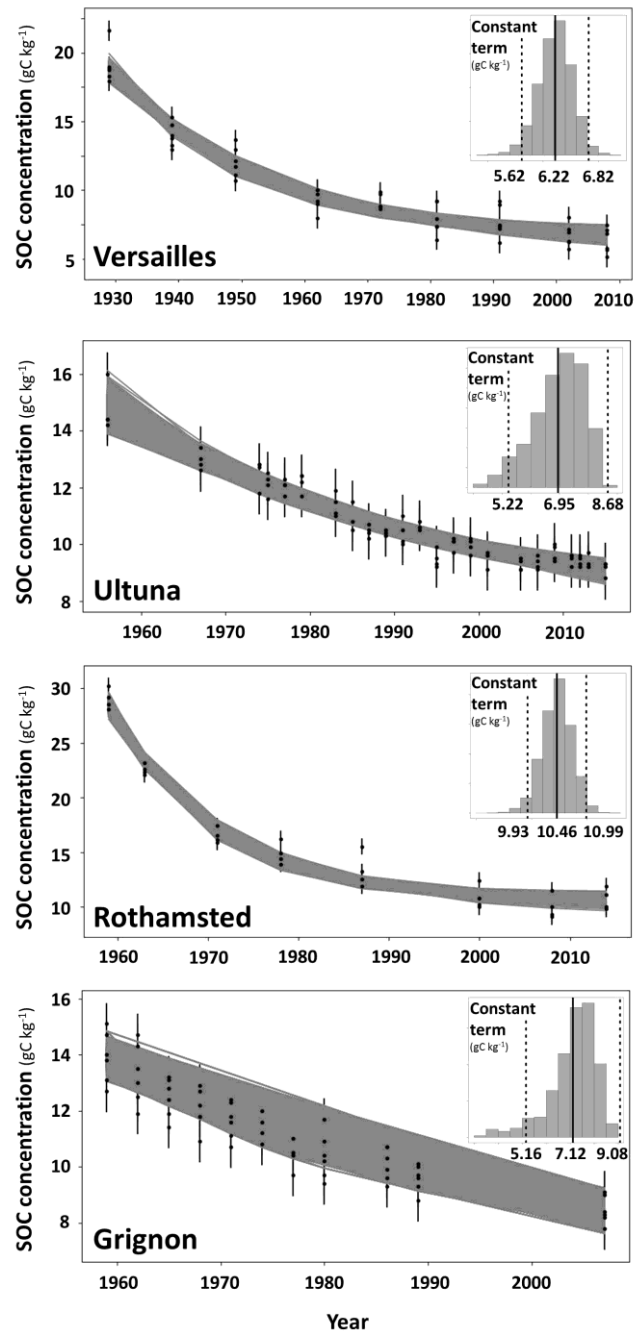 SOC concentration (gC kg⁻¹)
20
15
10
5
Constant
term
(gC kg⁻¹)
5.62
6.82
6.22
Versailles
1930 1940 1950 1960 1970 1980 1990 2000 2010
SOC concentration (gC kg⁻¹)
16
14
12
10
8
Constant
term
(gC kg⁻¹)
5.22 6.95 8.68
Ultuna
1960 1970 1980 1990 2000 2010
SOC concentration (gC kg⁻¹)
30
25
20
15
10
Constant
term
(gC kg⁻¹)
9.93 10.46 10.99
Rothamsted
1960 1970 1980 1990 2000 2010
SOC concentration (gC kg⁻¹)
16
14
12
10
8
Constant
term
(gC kg⁻¹)
5.16 7.12 9.08
Grignon
1960 1970 1980 1990 2000
Year